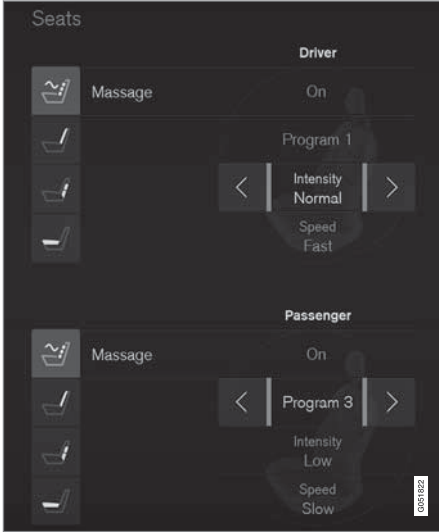 Seats
Driver
Massage On
Program 1
Intensity
Normal
Speed
Fast
Passenger
Massage On
Program 3
Intensity
Low
Speed
Slow
G051822